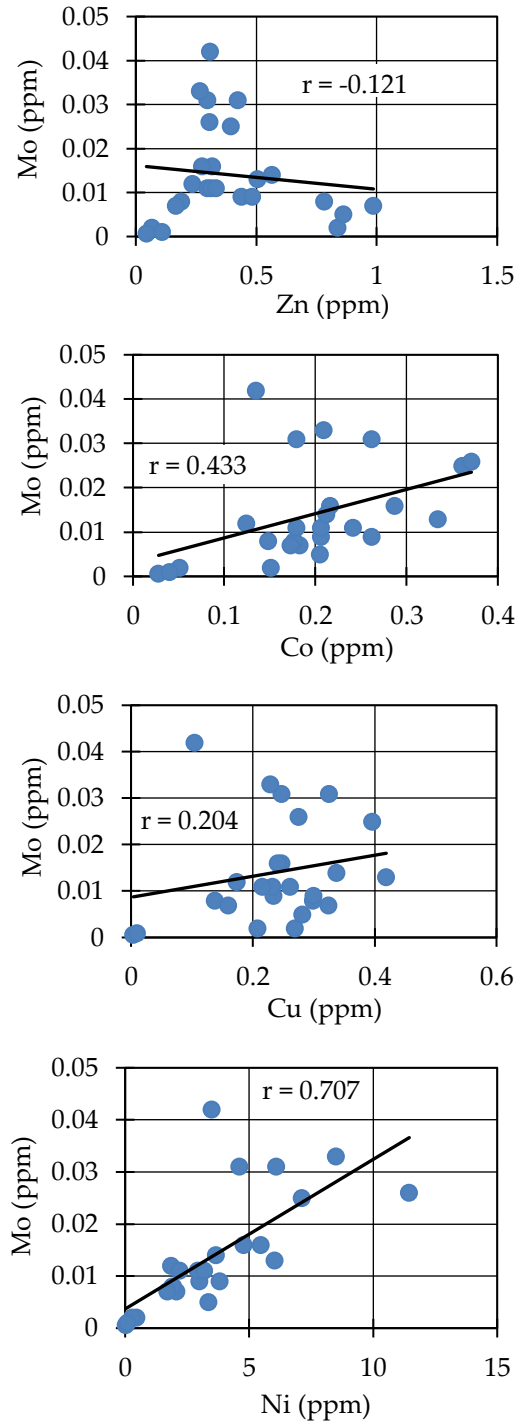 0.05
0.04
r = -0.121
0.03
0.02
0.01
0
Mo (ppm)
0 0.5 1 1.5
Zn (ppm)
0.05
0.04
0.03
r = 0.433
0.02
0.01
0
Mo (ppm)
0 0.1 0.2 0.3 0.4
Co (ppm)
0.05
0.04
0.03
r = 0.204
0.02
0.01
0
Mo (ppm)
0 0.2 0.4 0.6
Cu (ppm)
0.05
r = 0.707
0.04
0.03
0.02
0.01
0
Mo (ppm)
0 5 10 15
Ni (ppm)